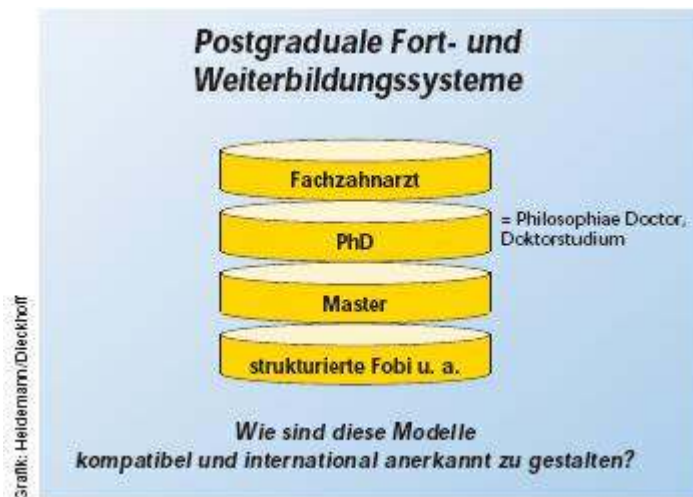 Postgraduale Fort- und
Weiterbildungssysteme
Fachzahnarzt
PhD
= Philosophiae Doctor,
Doktorstudium
Master
strukturierte Fobi u. a.
Wie sind diese Modelle
kompatibel und international anerkannt zu gestalten?
Grafik: Heidemann/Dieckhoff